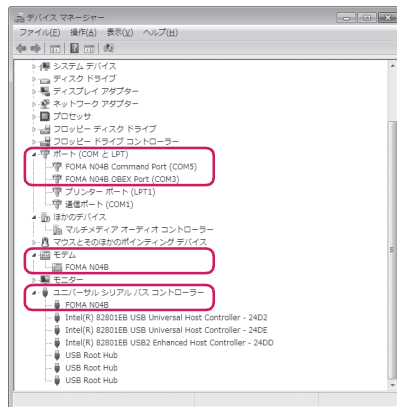 デバイス マネージャー
ファイル(F) 操作(A) 表示(V) ヘルプ(H)
システム デバイス
ディスク ドライブ
ディスプレイ アダプター
ネットワーク アダプター
プロセッサ
フロッピー ディスク ドライブ
フロッピー ドライブ コントローラー
ポート (COM と LPT)
FOMA N04B Command Port (COM5)
FOMA N04B OBEX Port (COM3)
プリンター ポート (LPT1)
通信ポート (COM1)
ほかのデバイス
マルチメディア オーディオ コントローラー
マウスとそのほかのポインティング デバイス
モデム
FOMA N04B
モニター
ユニバーサル シリアル バス コントローラー
FOMA N04B
Intel(R) 82801EB USB Universal Host Controller - 24D2
Intel(R) 82801EB USB Universal Host Controller - 24DE
Intel(R) 82801EB USB2 Enhanced Host Controller - 24DD
USB Root Hub
USB Root Hub
USB Root Hub